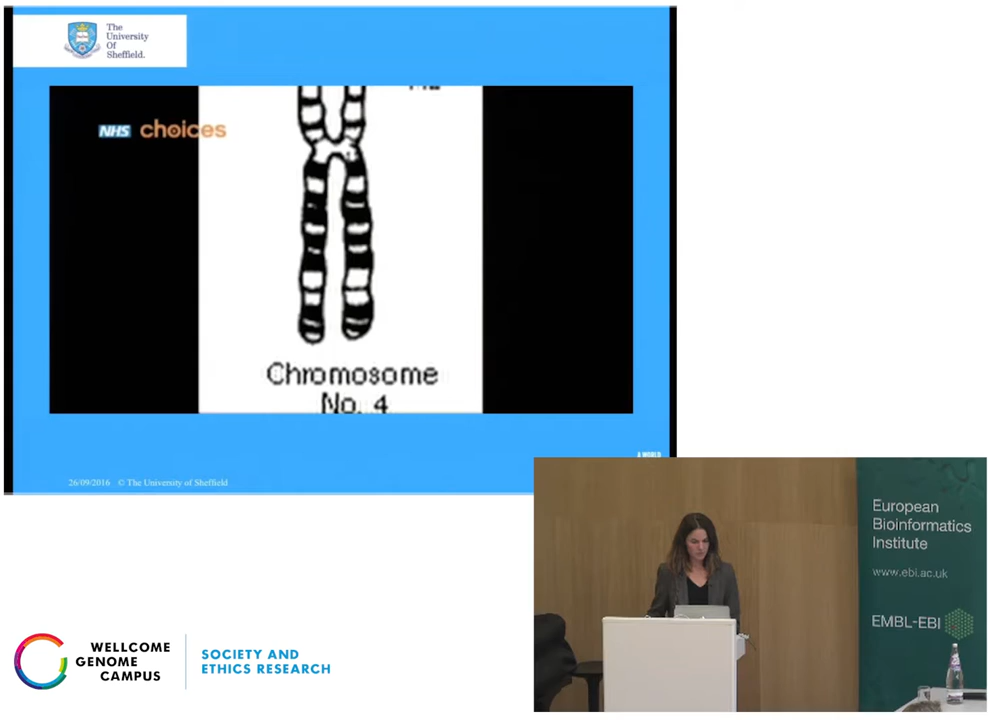 The
University
Of
Sheffield.
NHS choices
Chromosome
No. 4
A WORLD
26/09/2016 © The University of Sheffield
European
Bioinformatics
Institute
www.ebi.ac.uk
EMBL-EBI
WELLCOME
GENOME
CAMPUS
SOCIETY AND
ETHICS RESEARCH